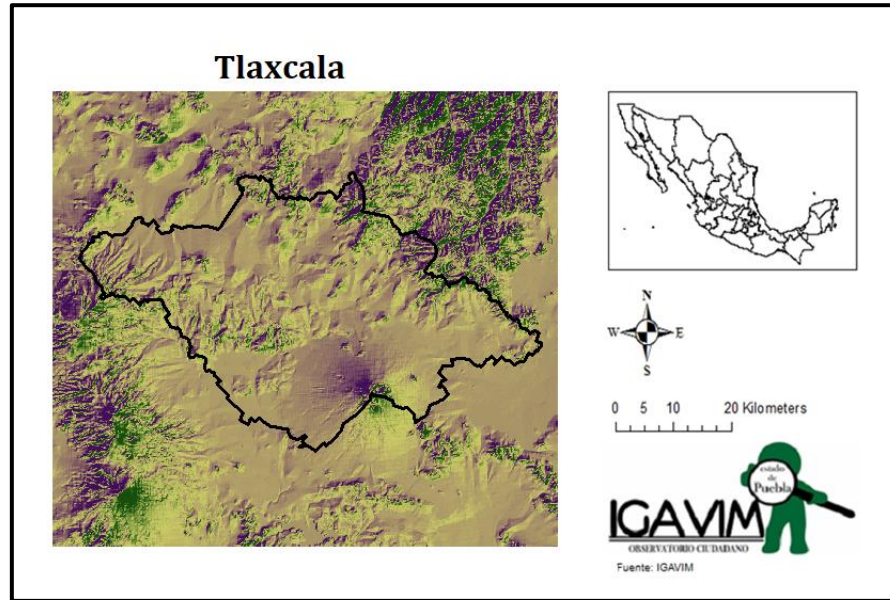 Tlaxcala
N
W E
S
0 5 10 20 Kilometers
estado
de
Puebla
IGAVIM
OBSERVATORIO CIUDADANO
Fuente: IGAVIM